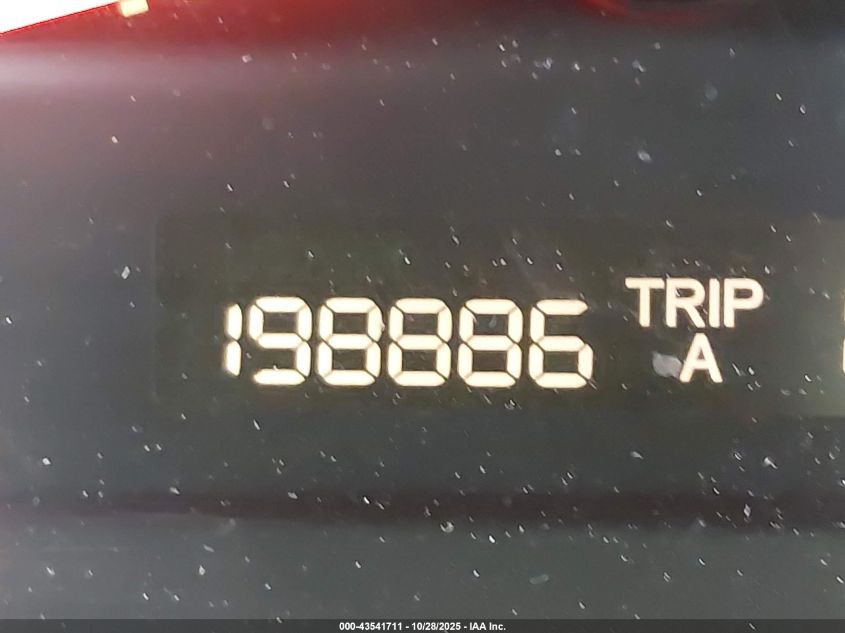 198886 TRIP
A
000-43541711 - 10/28/2025 - IAA Inc.